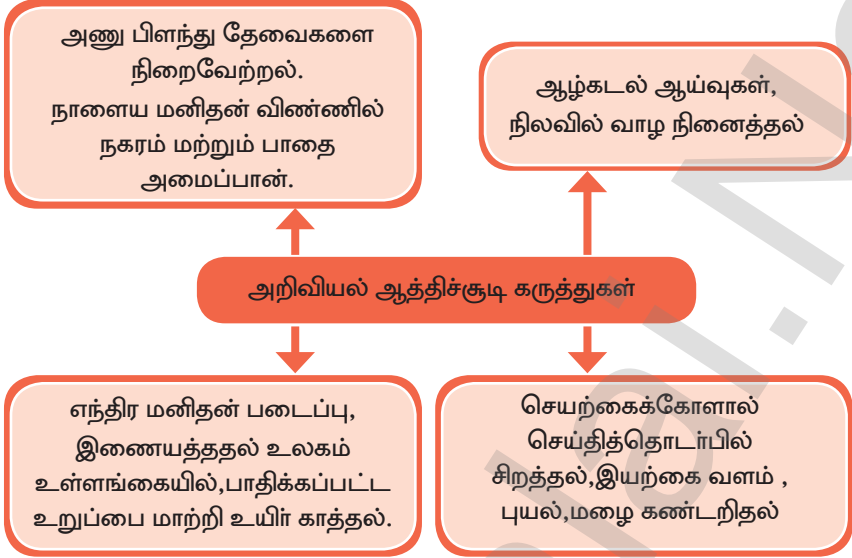 அணு பிளந்து தேவைகளை
நிறைவேற்றல்.
நாளைய மனிதன் விண்ணில்
நகரம் மற்றும் பாதை
அமைப்பான்.
ஆழ்கடல் ஆய்வுகள்,
நிலவில் வாழ நினைத்தல்
அறிவியல் ஆத்திச்சூடி கருத்துகள்
எந்திர மனிதன் படைப்பு,
இணையத்ததல் உலகம்
உள்ளங்கையில்,பாதிக்கப்பட்ட
உறுப்பை மாற்றி உயிர் காத்தல்.
செயற்கைக்கோளால்
செய்தித்தொடர்பில்
சிறத்தல்,இயற்கை வளம் ,
புயல்,மழை கண்டறிதல்